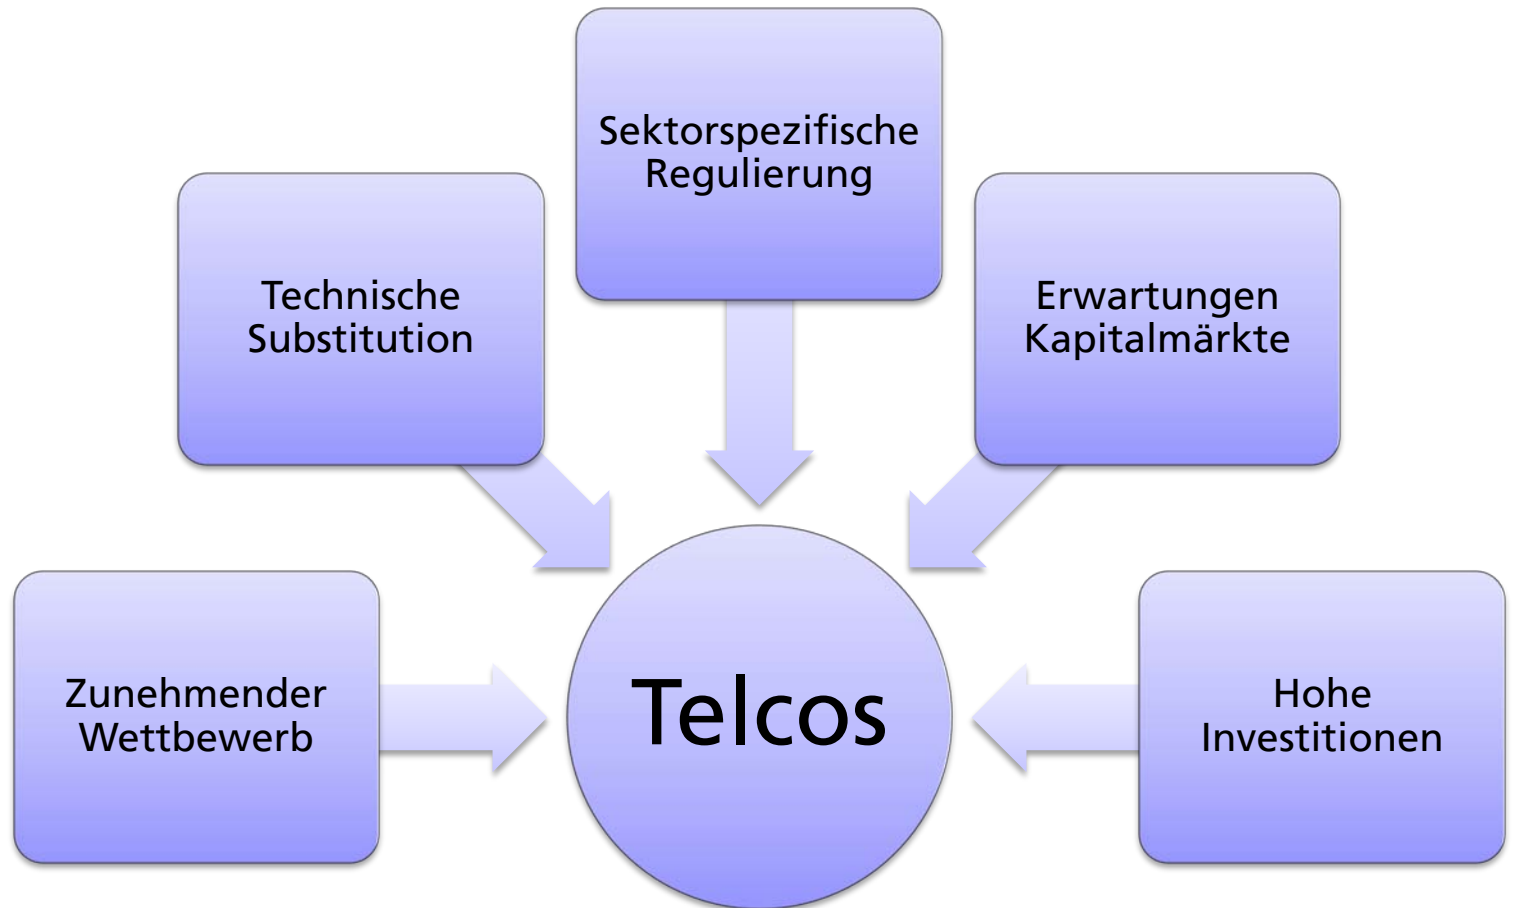 Sektorspezifische
Regulierung
Technische
Substitution
Erwartungen
Kapitalmärkte
Zunehmender
Wettbewerb
Telcos
Hohe
Investitionen